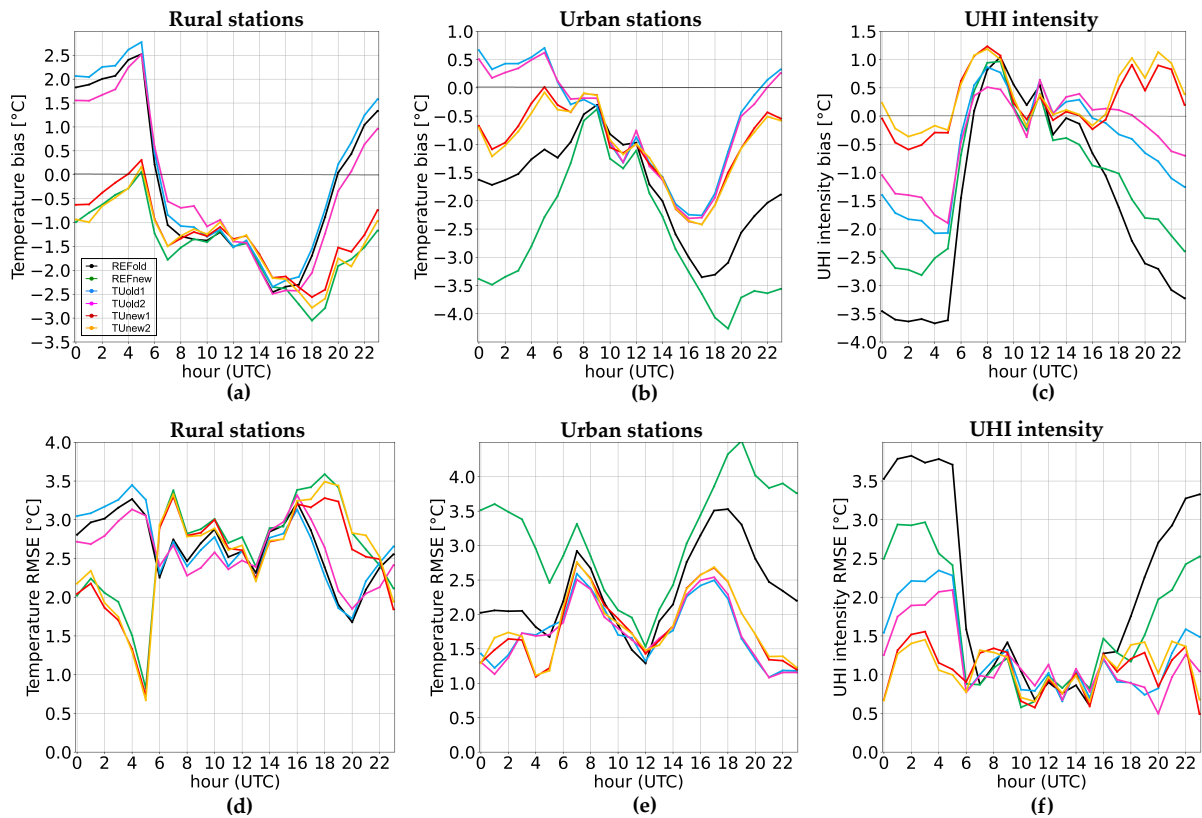 Rural stations
Urban stations
UHI intensity
Temperature bias [°C]
2.5
2.0
1.5
1.0
0.5
0.0
−0.5
−1.0
−1.5
−2.0
−2.5
−3.0
−3.5
REFold
REFnew
TUold1
TUold2
TUnew1
TUnew2
0 2 4 6 8 10 12 14 16 18 20 22
hour (UTC)
(a)
Temperature bias [°C]
1.0
0.5
0.0
−0.5
−1.0
−1.5
−2.0
−2.5
−3.0
−3.5
−4.0
0 2 4 6 8 10 12 14 16 18 20 22
hour (UTC)
(b)
UHI intensity bias [°C]
1.5
1.0
0.5
0.0
−0.5
−1.0
−1.5
−2.0
−2.5
−3.0
−3.5
−4.0
0 2 4 6 8 10 12 14 16 18 20 22
hour (UTC)
(c)
Rural stations
Urban stations
UHI intensity
Temperature RMSE [°C]
4.0
3.5
3.0
2.5
2.0
1.5
1.0
0.5
0.0
0 2 4 6 8 10 12 14 16 18 20 22
hour (UTC)
(d)
Temperature RMSE [°C]
4.0
3.5
3.0
2.5
2.0
1.5
1.0
0.5
0.0
0 2 4 6 8 10 12 14 16 18 20 22
hour (UTC)
(e)
UHI intensity RMSE [°C]
3.5
3.0
2.5
2.0
1.5
1.0
0.5
0.0
0 2 4 6 8 10 12 14 16 18 20 22
hour (UTC)
(f)